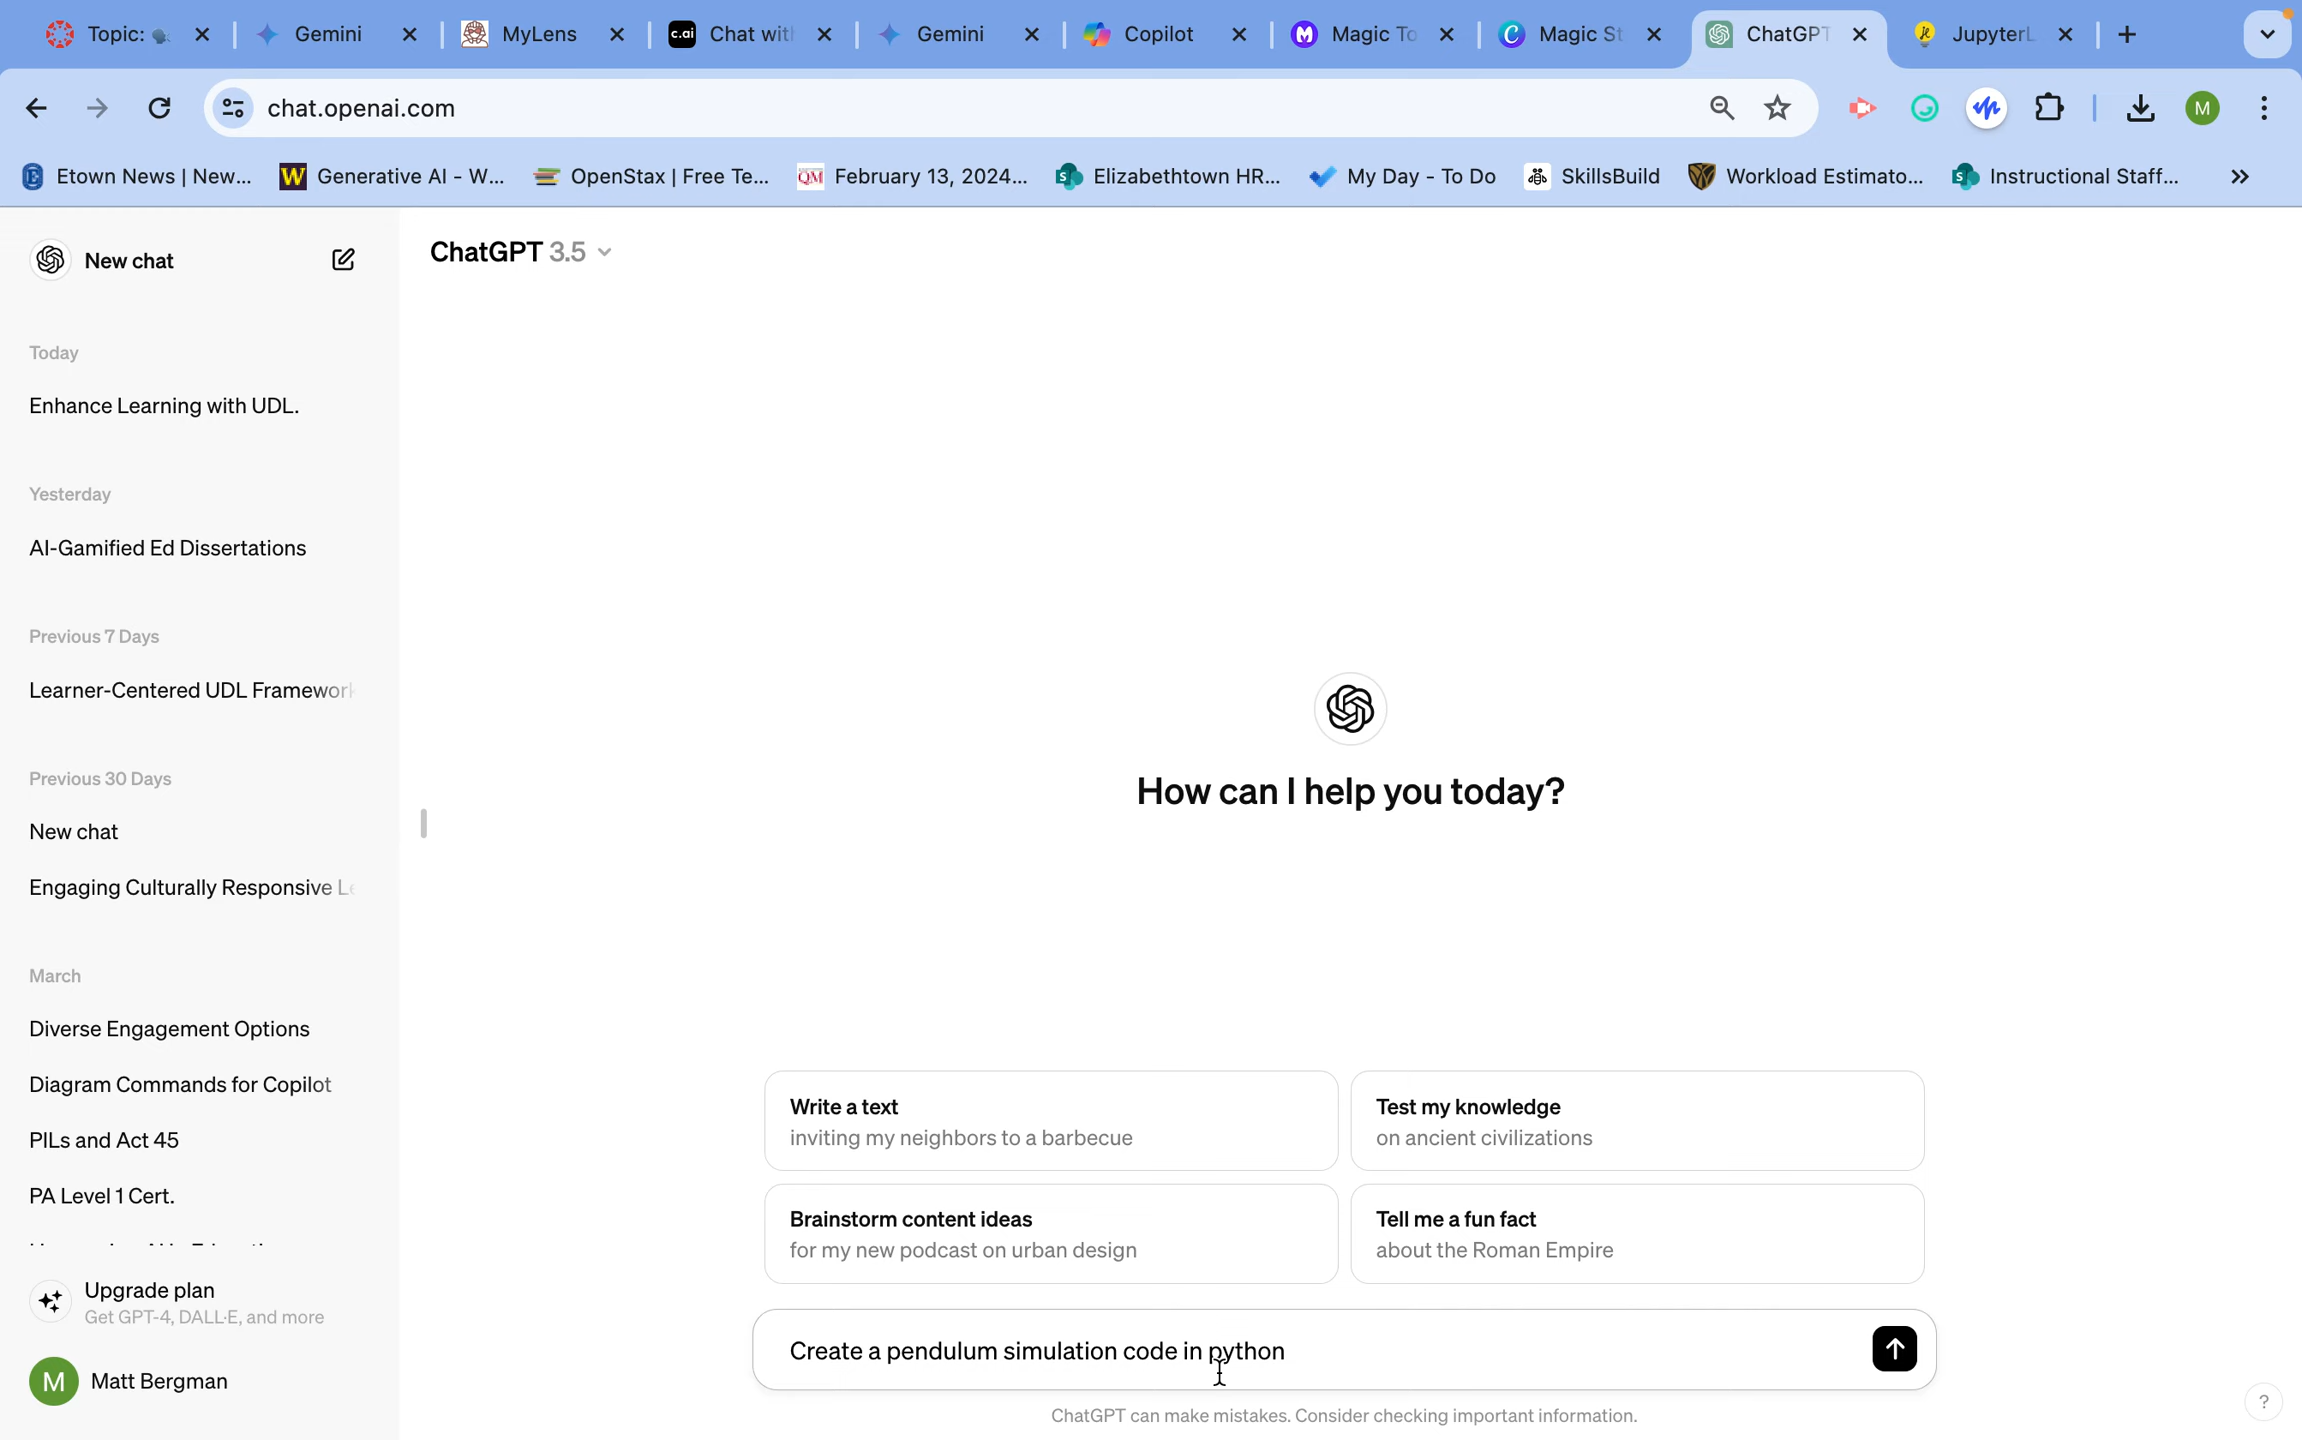 Topic: 🗣
Gemini
MyLens
c.ai Chat wit
Gemini
Copilot
Magic To
Magic St
ChatGPT
JupyterL
chat.openai.com
M
Etown News | New...
W Generative AI - W...
OpenStax | Free Te...
QM February 13, 2024...
Elizabethtown HR...
My Day - To Do
SkillsBuild
Workload Estimato...
Instructional Staff...
New chat
Today
Enhance Learning with UDL.
Yesterday
AI-Gamified Ed Dissertations
Previous 7 Days
Learner-Centered UDL Framework
Previous 30 Days
New chat
Engaging Culturally Responsive Le
March
Diverse Engagement Options
Diagram Commands for Copilot
PILs and Act 45
PA Level 1 Cert.
Upgrade plan
Get GPT-4, DALL·E, and more
M Matt Bergman
ChatGPT 3.5
How can I help you today?
Write a text
inviting my neighbors to a barbecue
Test my knowledge
on ancient civilizations
Brainstorm content ideas
for my new podcast on urban design
Tell me a fun fact
about the Roman Empire
Create a pendulum simulation code in python
ChatGPT can make mistakes. Consider checking important information.
?